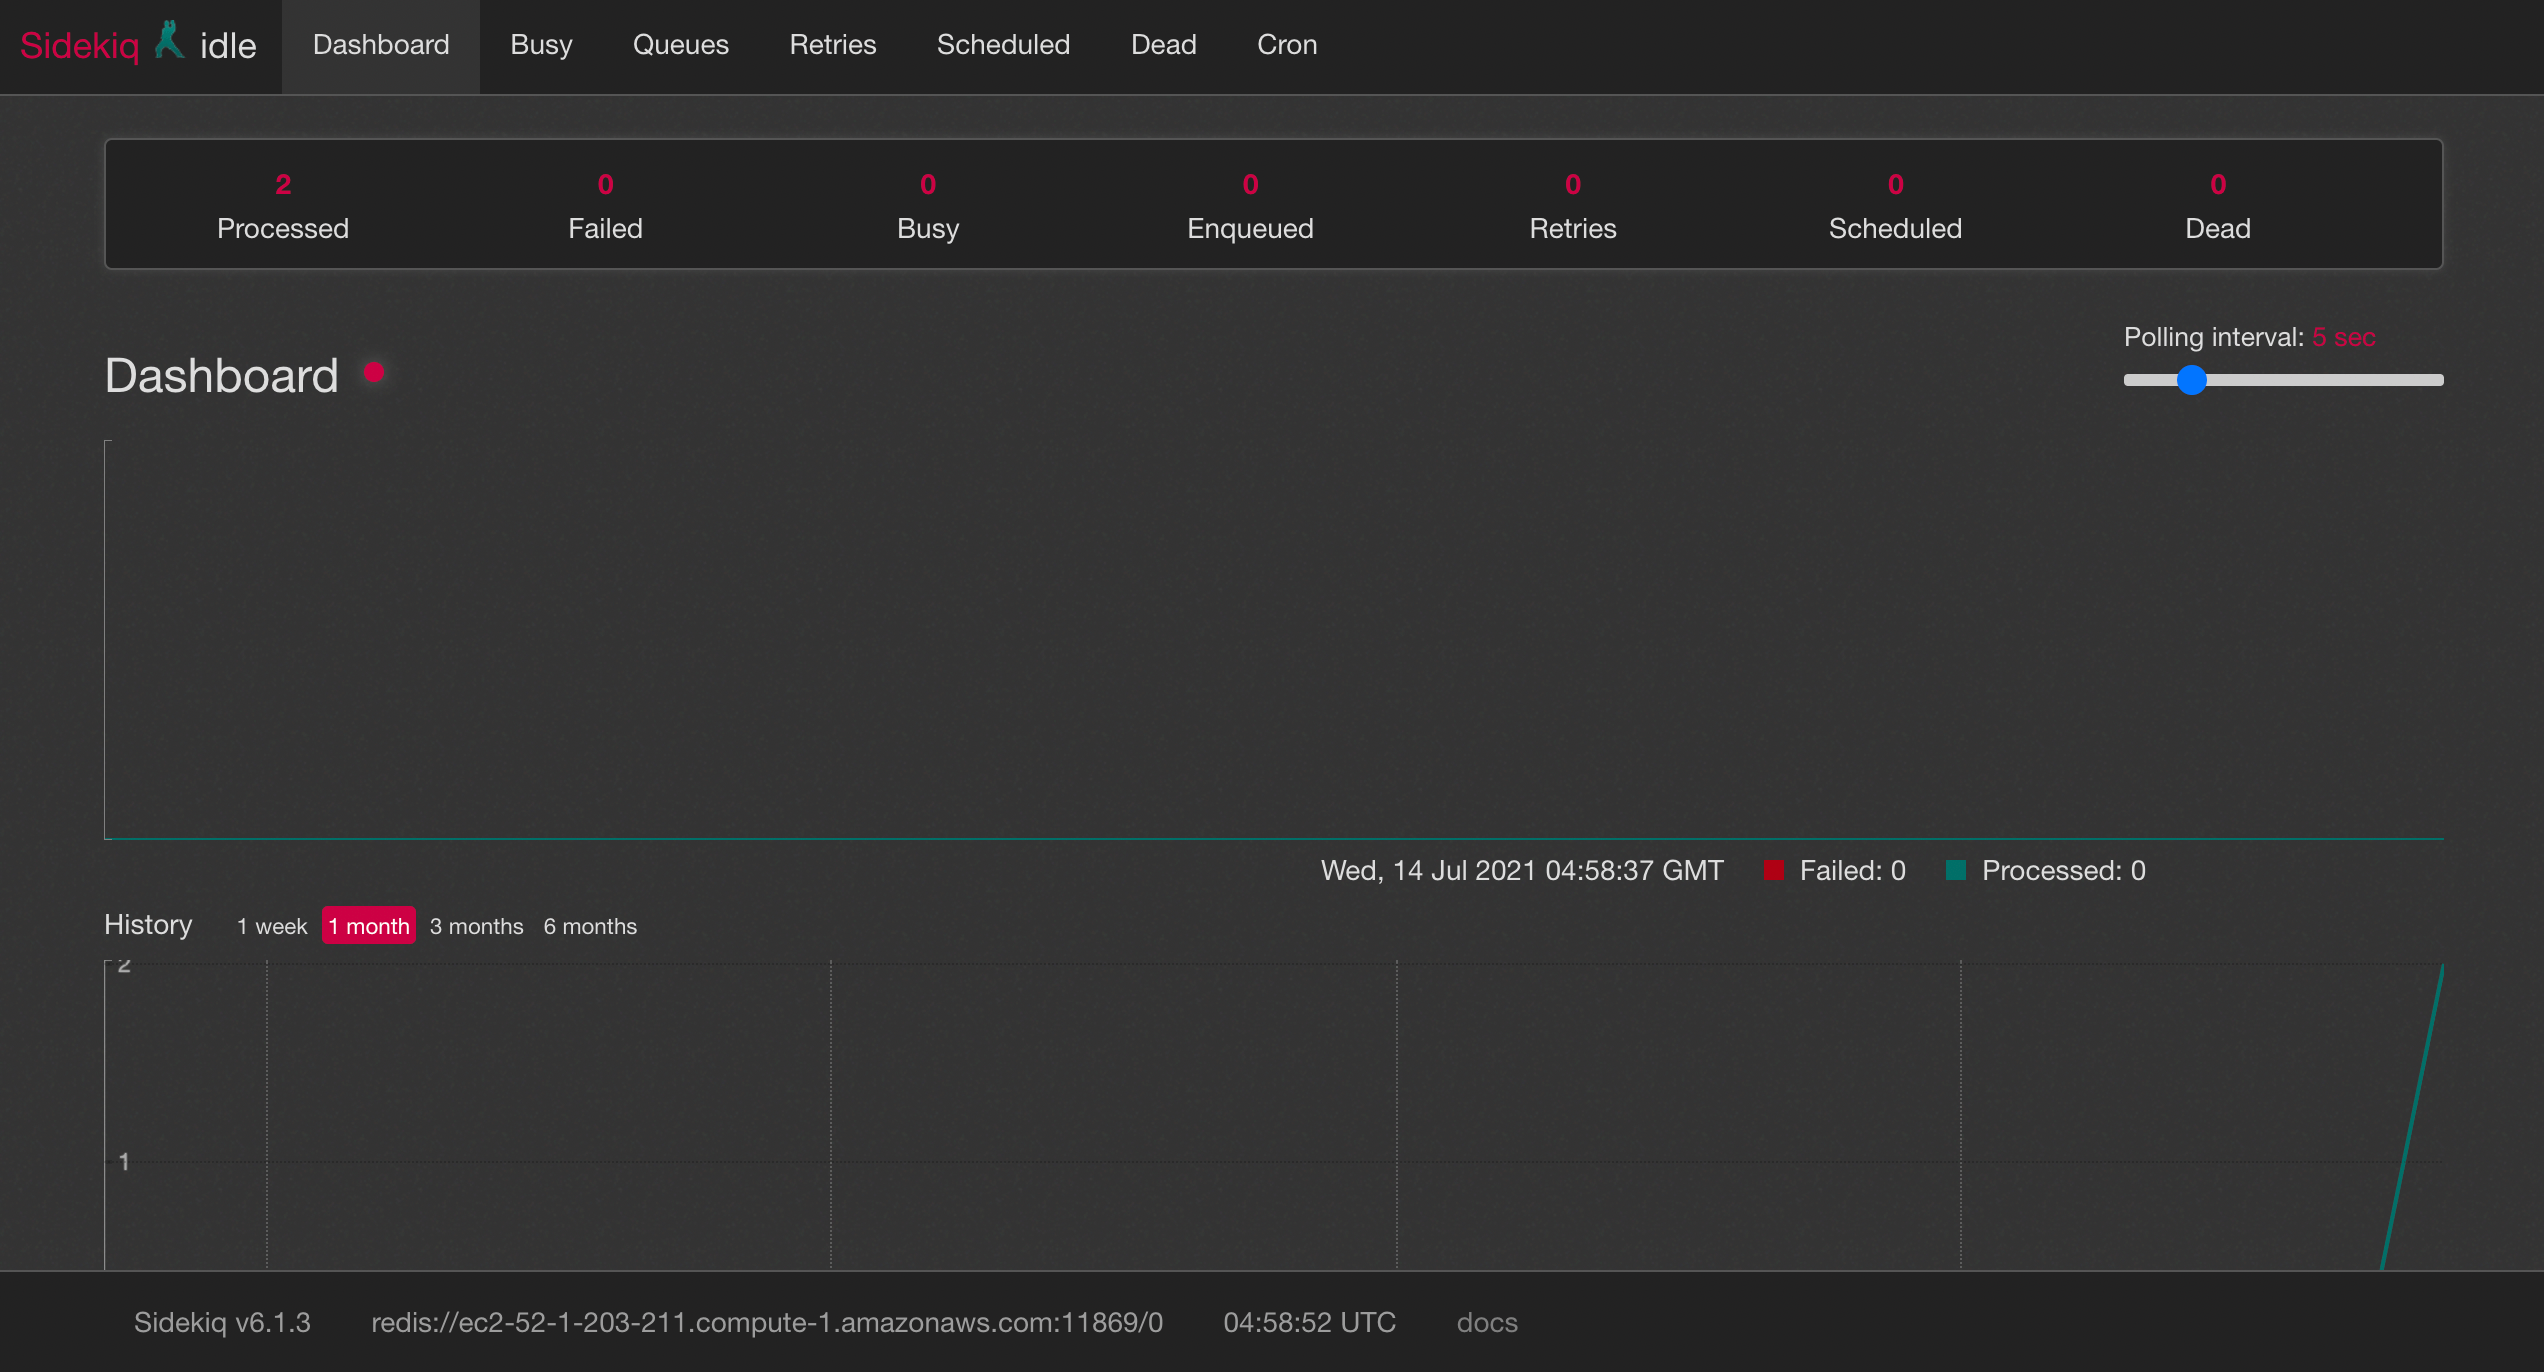 Sidekiq idle Dashboard Busy Queues Retries Scheduled Dead Cron
2 0 0 0 0 0 0
Processed Failed Busy Enqueued Retries Scheduled Dead
Polling interval: 5 sec
Dashboard
Wed, 14 Jul 2021 04:58:37 GMT Failed: 0 Processed: 0
History 1 week 1 month 3 months 6 months
2
1
Sidekiq v6.1.3 redis://ec2-52-1-203-211.compute-1.amazonaws.com:11869/0 04:58:52 UTC docs